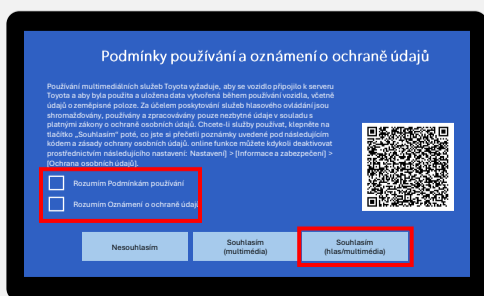 Podmínky používání a oznámení o ochraně údajů
Používání multimediálních služeb Toyota vyžaduje, aby se vozidlo připojilo k serveru
Toyota a aby byla použita a uložena data vytvořená během používání vozidla, včetně
údajů o zeměpisné poloze. Za účelem poskytování služeb hlasového ovládání jsou
shromažďovány, používány a zpracovávány pouze nezbytné údaje v souladu s
platnými zákony o ochraně osobních údajů. Chcete-li služby používat, klepněte na
tlačítko „Souhlasím" poté, co jste si přečetli poznámky uvedené pod následujícím
kódem a zásady ochrany osobních údajů. online funkce můžete kdykoli deaktivovat
prostřednictvím následujícího nastavení: Nastavení] > [Informace a zabezpečení] >
[Ochrana osobních údajů].
Rozumím Podmínkám používání
Rozumím Oznámení o ochraně údajů
Nesouhlasím
Souhlasím
(multimédia)
Souhlasím
(hlas/multimédia)